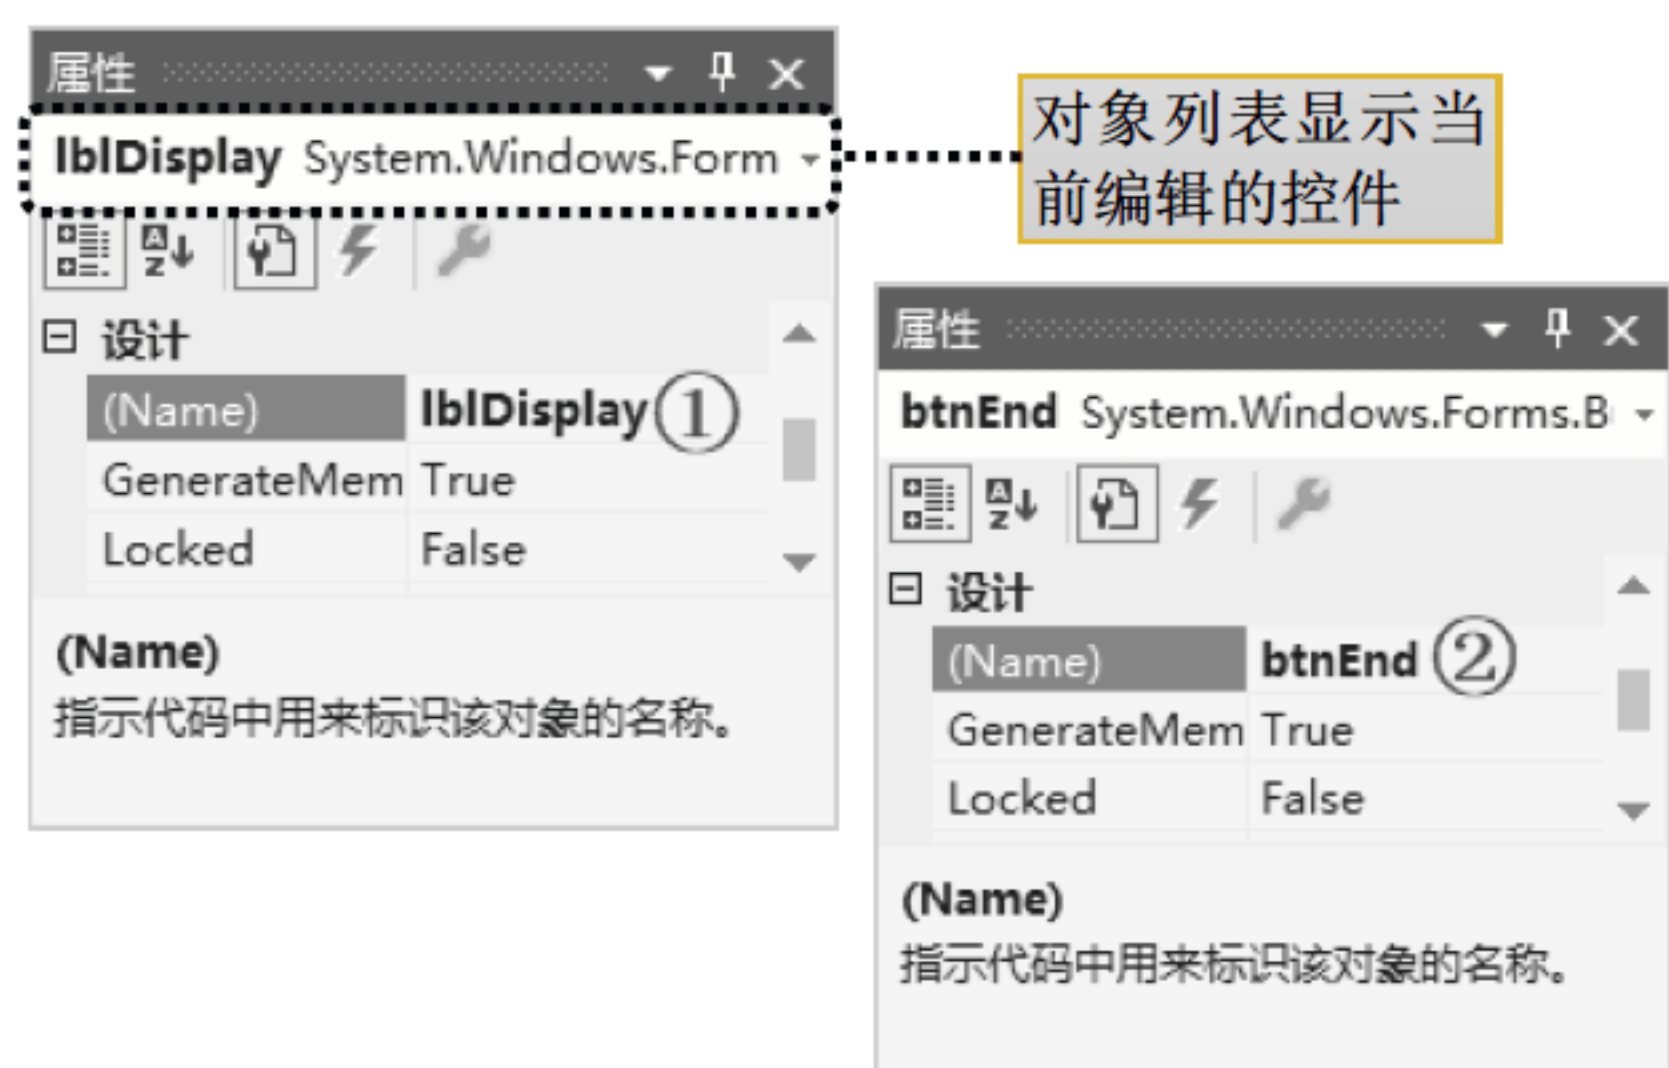 属性
lblDisplay System.Windows.Form
设计
(Name) lblDisplay ①
GenerateMem True
Locked False
(Name)
指示代码中用来标识该对象的名称。
对象列表显示当
前编辑的控件
属性
btnEnd System.Windows.Forms.B
设计
(Name) btnEnd ②
GenerateMem True
Locked False
(Name)
指示代码中用来标识该对象的名称。